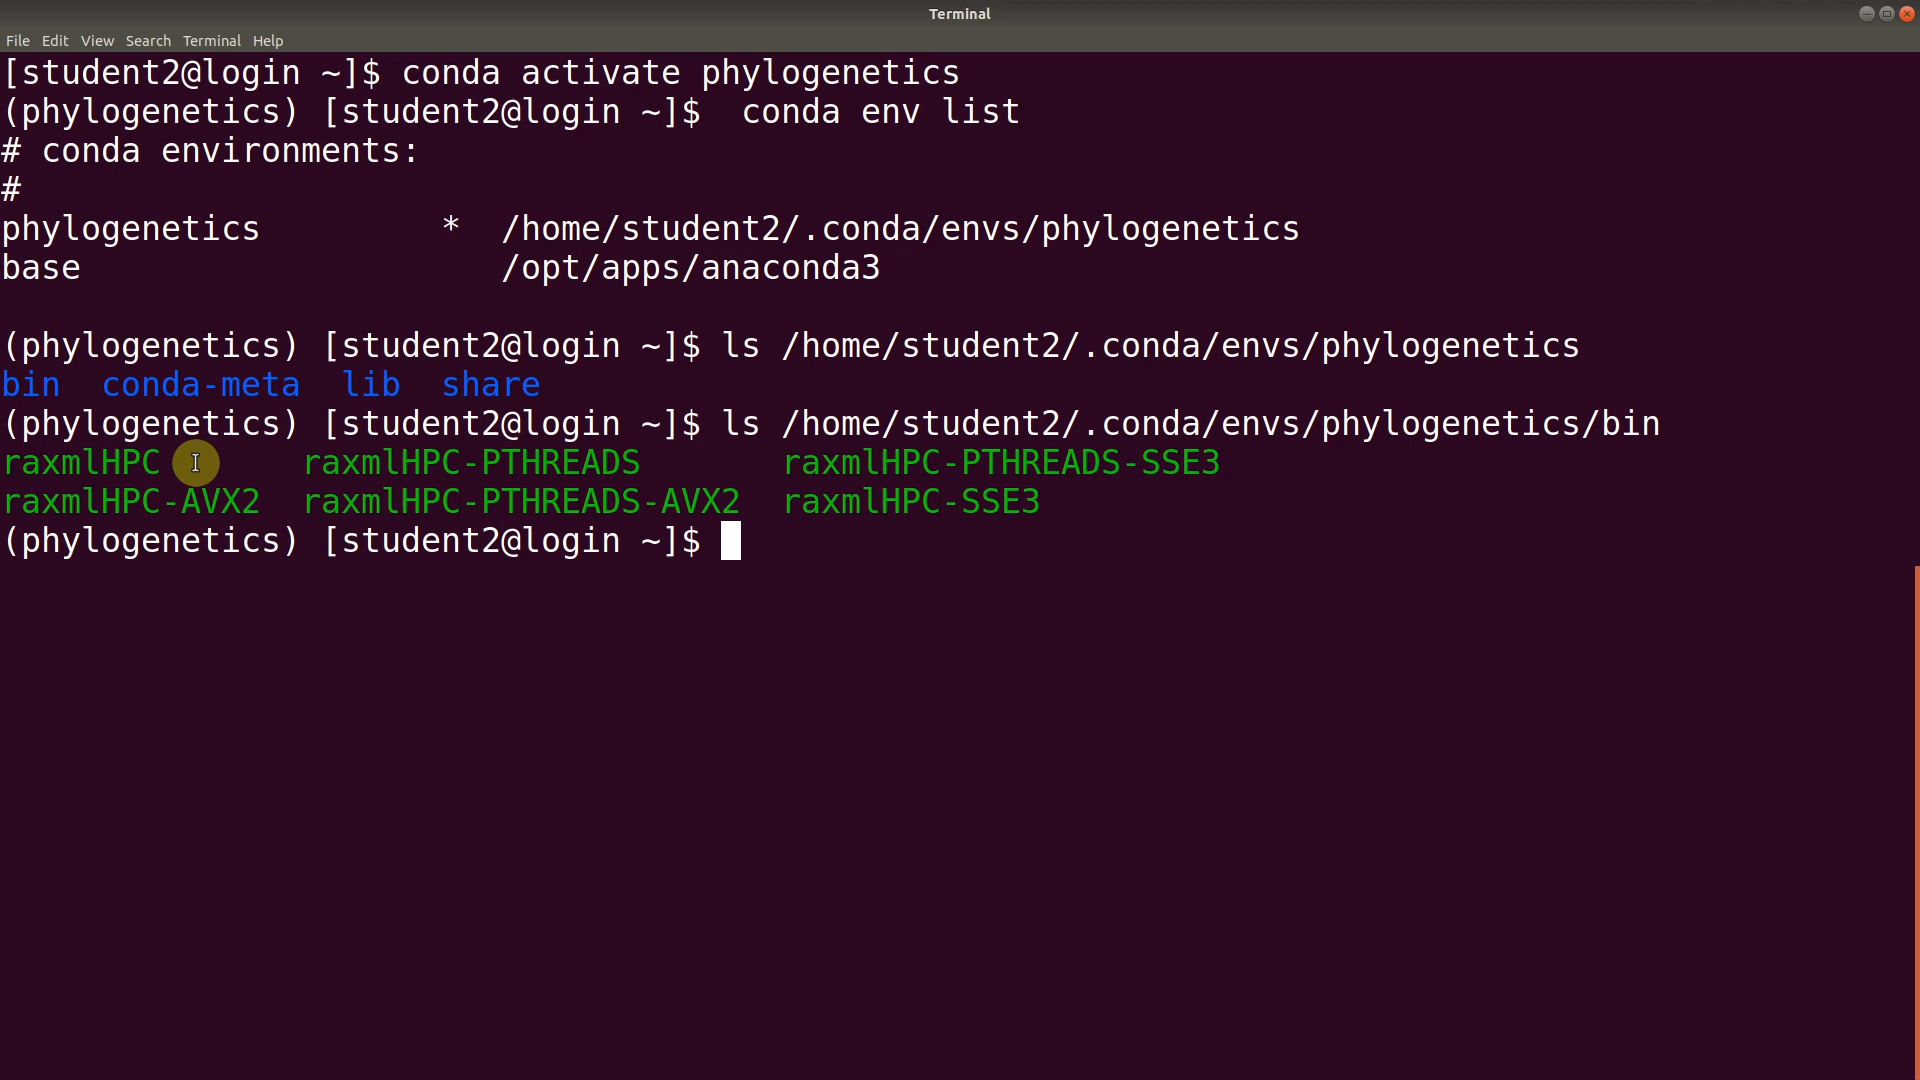 Terminal
File Edit View Search Terminal Help
[student2@login ~]$ conda activate phylogenetics
(phylogenetics) [student2@login ~]$  conda env list
# conda environments:
#
phylogenetics         *  /home/student2/.conda/envs/phylogenetics
base                     /opt/apps/anaconda3
(phylogenetics) [student2@login ~]$ ls /home/student2/.conda/envs/phylogenetics
bin  conda-meta  lib  share
(phylogenetics) [student2@login ~]$ ls /home/student2/.conda/envs/phylogenetics/bin
raxmlHPC       raxmlHPC-PTHREADS       raxmlHPC-PTHREADS-SSE3
raxmlHPC-AVX2  raxmlHPC-PTHREADS-AVX2  raxmlHPC-SSE3
(phylogenetics) [student2@login ~]$